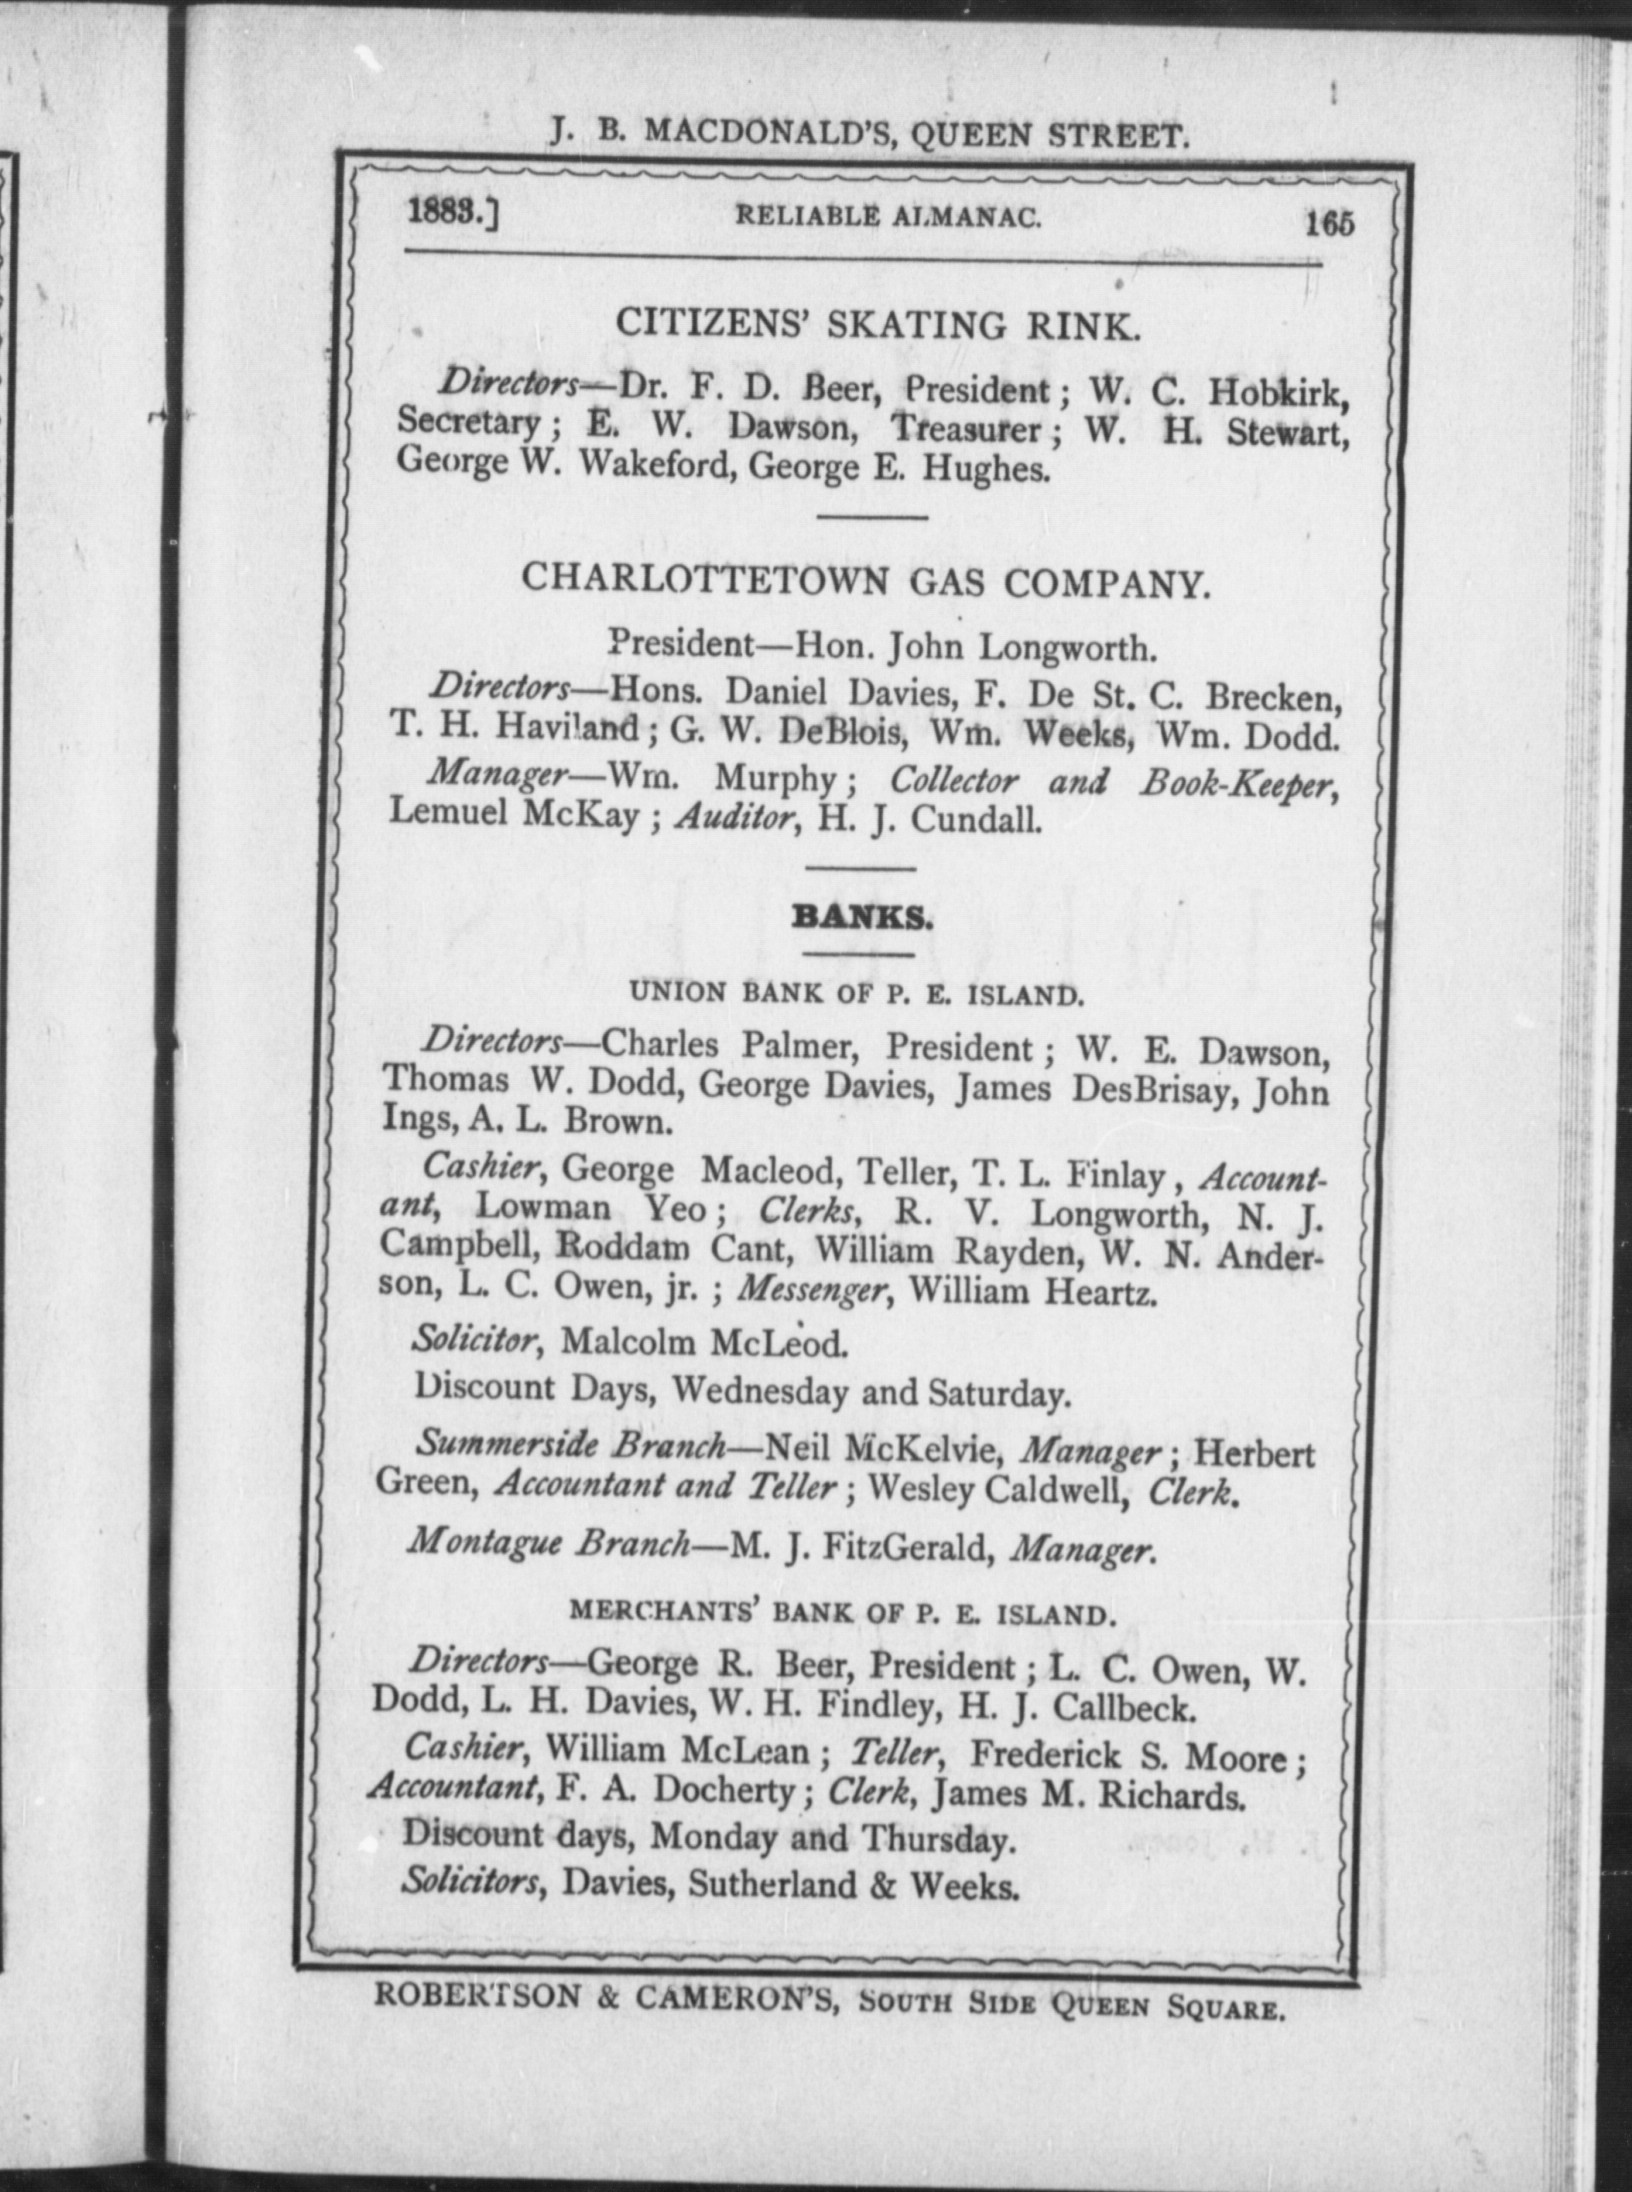 J. B. MACDONALD'S, QUEEN STREET.
1883.] RELIABLE ALMANAC. 165
CITIZENS' SKATING RINK.
Directors—Dr. F. D. Beer, President; W. C. Hobkirk,
Secretary; E. W. Dawson, Treasurer; W. H. Stewart,
George W. Wakeford, George E. Hughes.
CHARLOTTETOWN GAS COMPANY.
President—Hon. John Longworth.
Directors—Hons. Daniel Davies, F. De St. C. Brecken,
T. H. Haviland; G. W. DeBlois, Wm. Weeks, Wm. Dodd.
Manager—Wm. Murphy; Collector and Book-Keeper,
Lemuel McKay; Auditor, H. J. Cundall.
BANKS.
UNION BANK OF P. E. ISLAND.
Directors—Charles Palmer, President; W. E. Dawson,
Thomas W. Dodd, George Davies, James DesBrisay, John
Ings, A. L. Brown.
Cashier, George Macleod, Teller, T. L. Finlay, Account-
ant, Lowman Yeo; Clerks, R. V. Longworth, N. J.
Campbell, Roddam Cant, William Rayden, W. N. Ander-
son, L. C. Owen, jr.; Messenger, William Heartz.
Solicitor, Malcolm McLeod.
Discount Days, Wednesday and Saturday.
Summerside Branch—Neil McKelvie, Manager; Herbert
Green, Accountant and Teller; Wesley Caldwell, Clerk.
Montague Branch—M. J. FitzGerald, Manager.
MERCHANTS' BANK OF P. E. ISLAND.
Directors—George R. Beer, President; L. C. Owen, W.
Dodd, L. H. Davies, W. H. Findley, H. J. Callbeck.
Cashier, William McLean; Teller, Frederick S. Moore;
Accountant, F. A. Docherty; Clerk, James M. Richards.
Discount days, Monday and Thursday.
Solicitors, Davies, Sutherland & Weeks.
ROBERTSON & CAMERON'S, SOUTH SIDE QUEEN SQUARE.